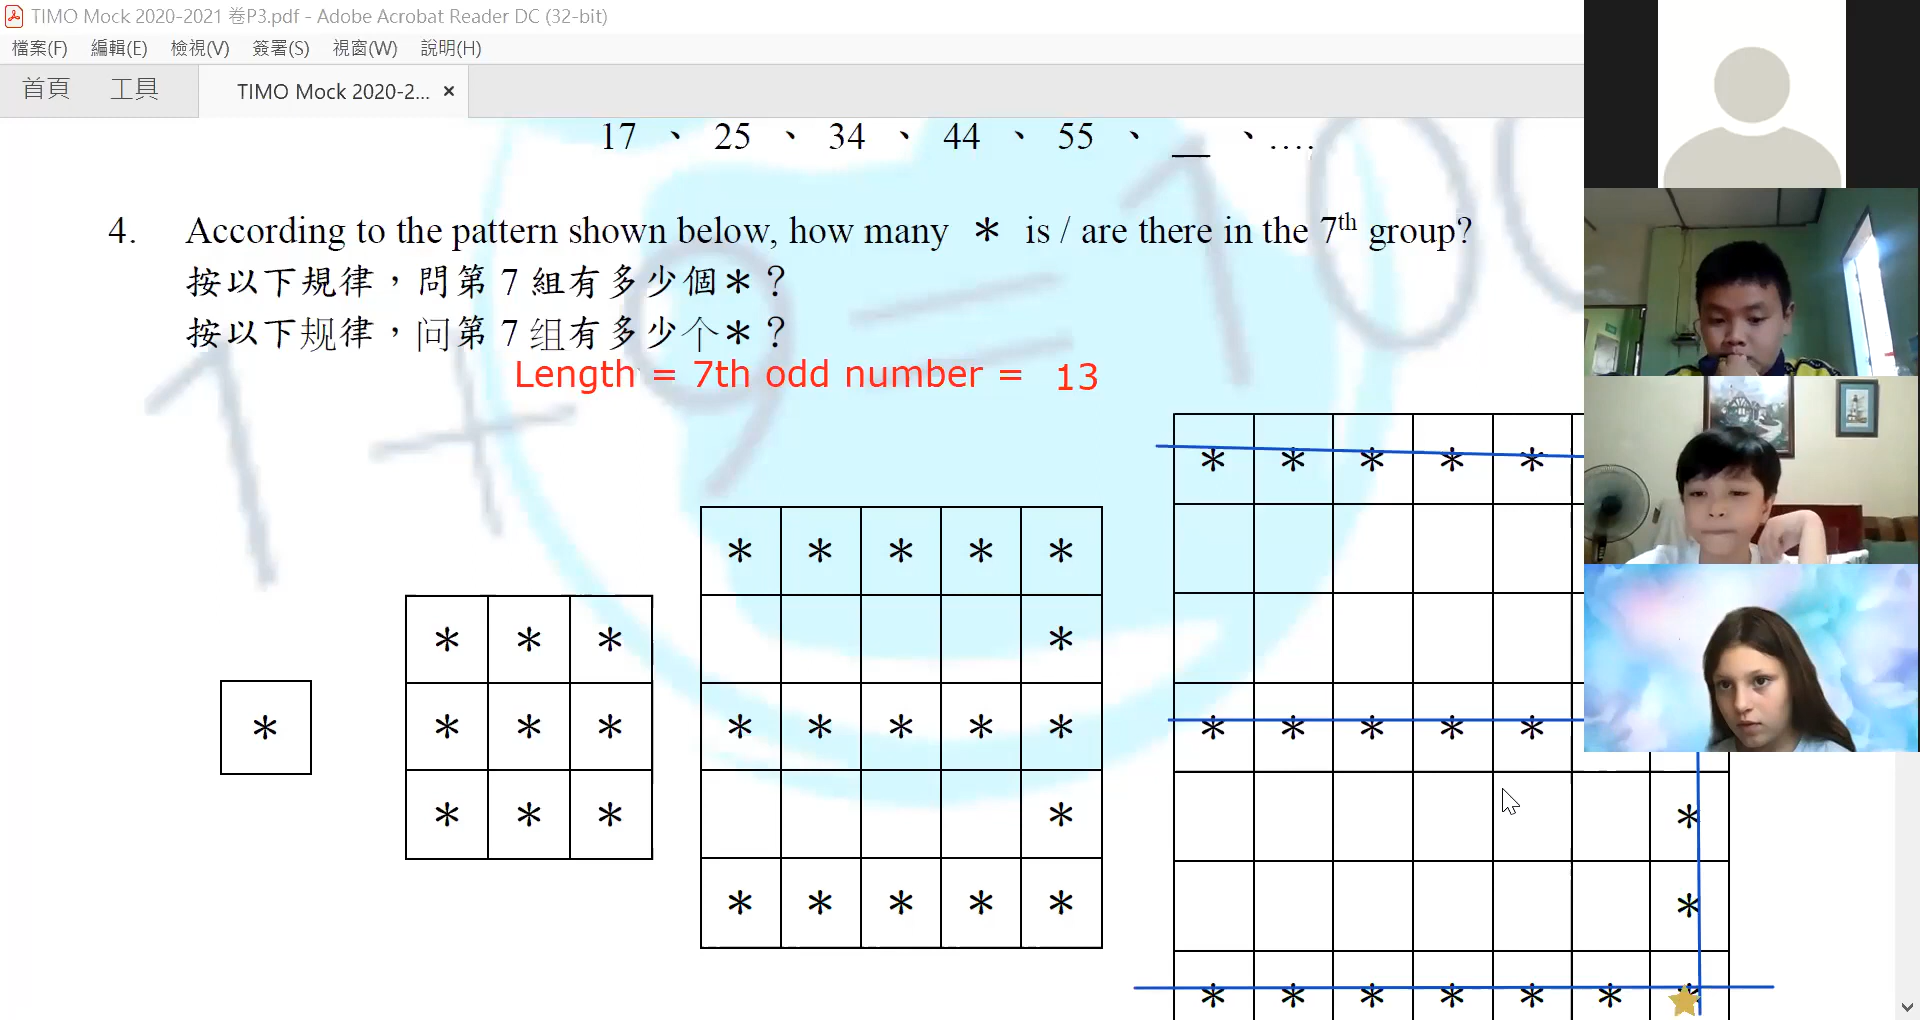 TIMO Mock 2020-2021 卷P3.pdf - Adobe Acrobat Reader DC (32-bit)
檔案(F) 編輯(E) 檢視(V) 簽署(S) 視窗(W) 說明(H)
首頁 工具 TIMO Mock 2020-2... ×
17 、 25 、 34 、 44 、 55 、 __ 、....
4. According to the pattern shown below, how many * is / are there in the 7th group?
按以下規律，問第 7 組有多少個*？
按以下规律，问第 7 组有多少个*？
Length = 7th odd number = 13
1+9=100
* * * * *
* * * * *
* * *
*
* * * * * * * * * * *
* * * *
* * * * *
* * * * *
* * * * * * *